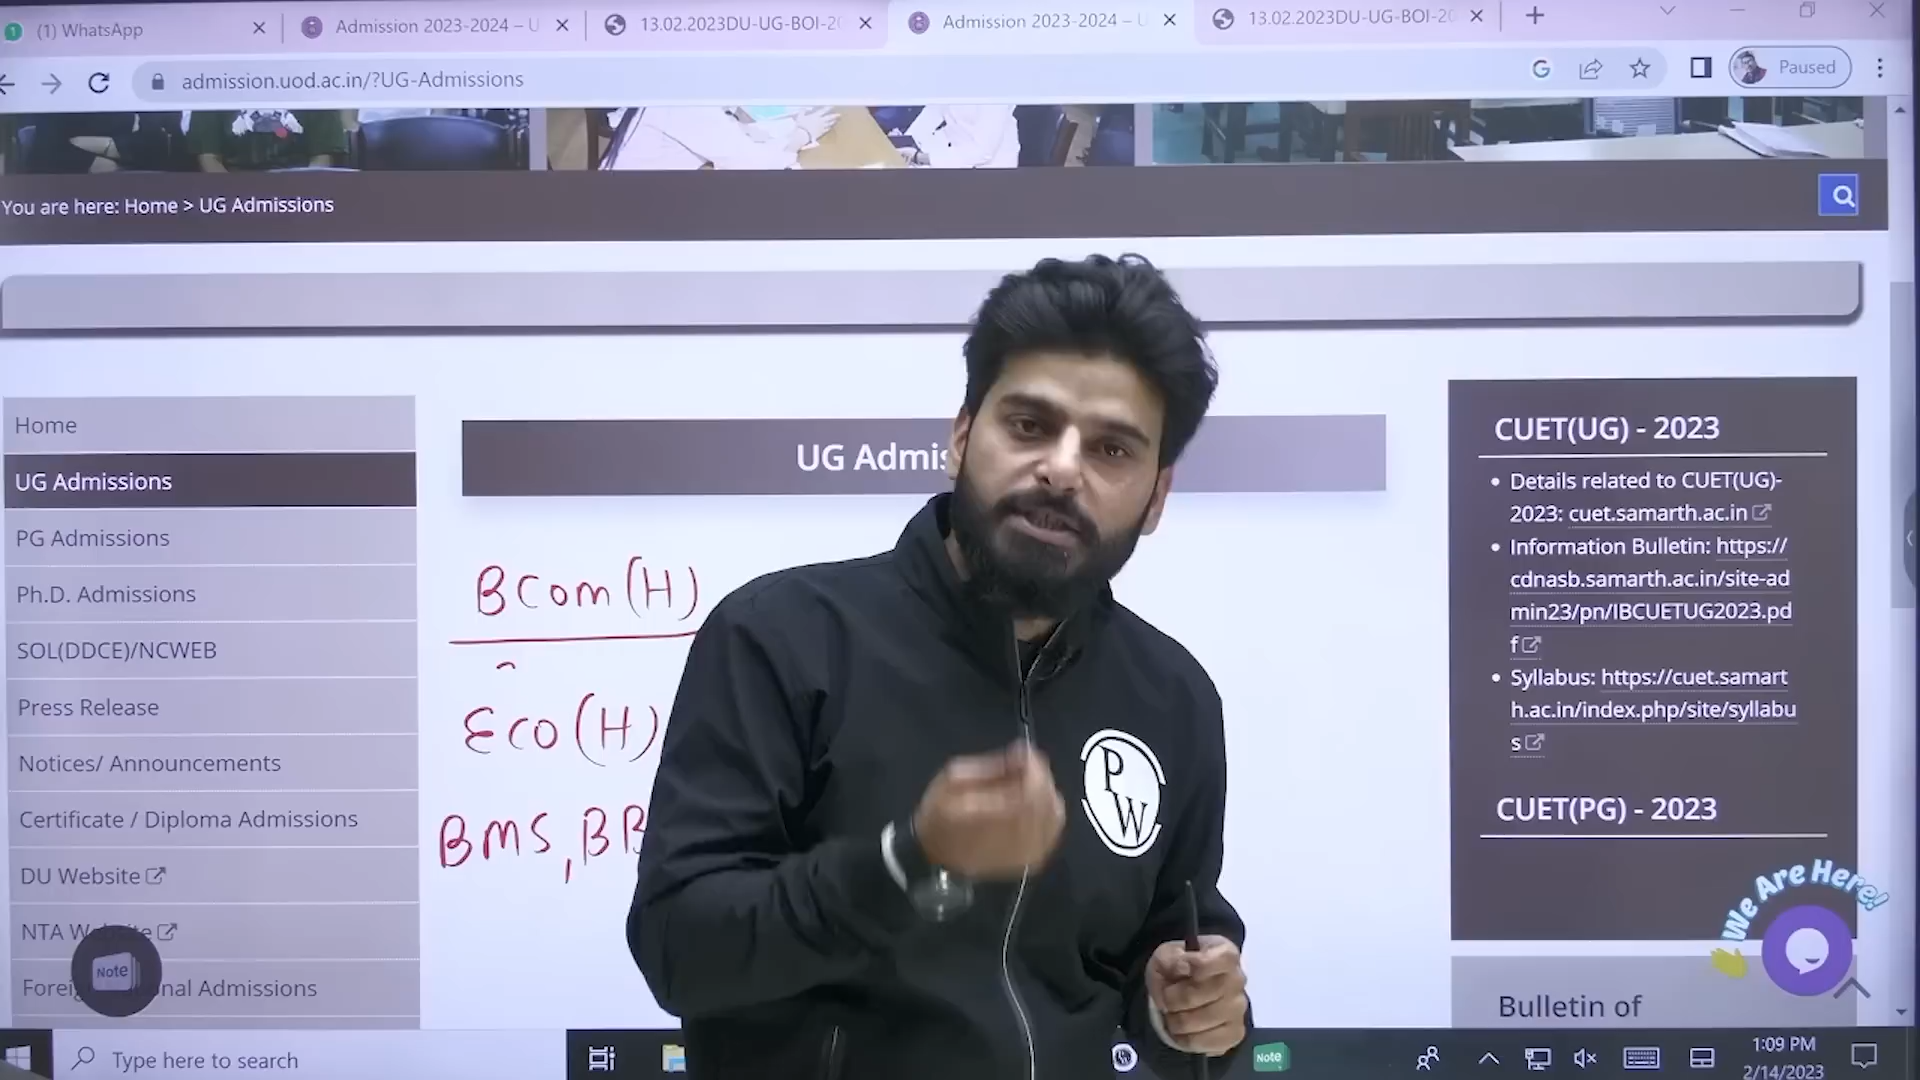 (1) WhatsApp
Admission 2023-2024 – U
13.02.2023DU-UG-BOI-20
Admission 2023-2024 – U
13.02.2023DU-UG-BOI-20
admission.uod.ac.in/?UG-Admissions
Paused
You are here: Home > UG Admissions
Home
UG Admissions
PG Admissions
Ph.D. Admissions
SOL(DDCE)/NCWEB
Press Release
Notices/ Announcements
Certificate / Diploma Admissions
DU Website
NTA Website
Note
Admissions
UG Admis
BCom(H)
Eco(H)
BMS, BB
PW
CUET(UG) - 2023
• Details related to CUET(UG)-
2023: cuet.samarth.ac.in
• Information Bulletin: https://
cdnasb.samarth.ac.in/site-ad
min23/pn/IBCUETUG2023.pd
f
• Syllabus: https://cuet.samart
h.ac.in/index.php/site/syllabu
s
CUET(PG) - 2023
We Are Here!
Bulletin of
Type here to search
Note
1:09 PM
2/14/2023